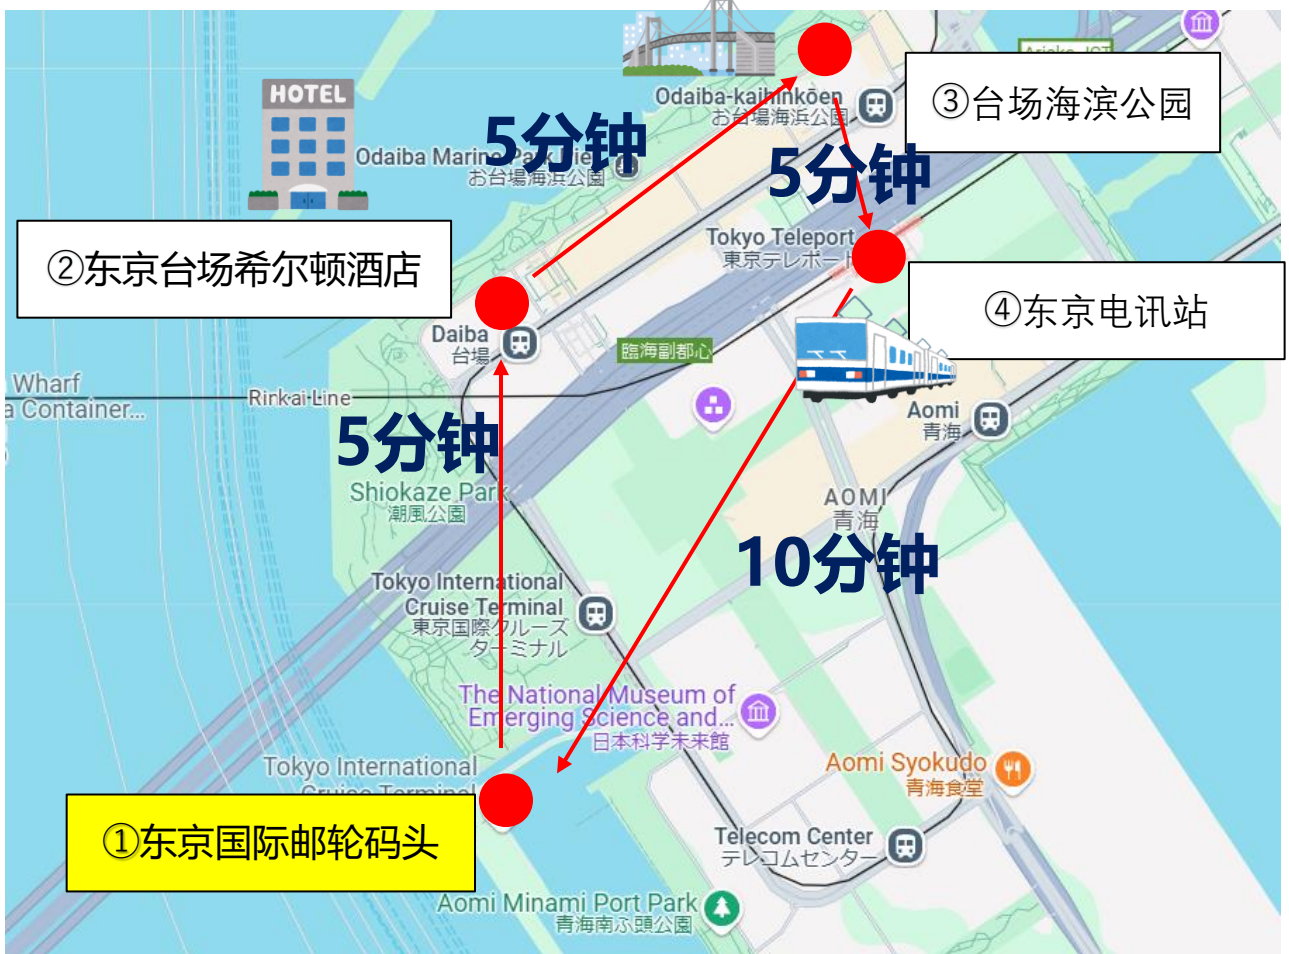 HOTEL
Odaiba-kaihinkōen
お台場海浜公園
③台场海滨公园
5分钟
Odaiba Marine Park Pier
お台場海浜公園
5分钟
Tokyo Teleport
東京テレポート
②东京台场希尔顿酒店
④东京电讯站
Daiba
台場
臨海副都心
Wharf
a Container...
Rinkai Line
5分钟
Aomi
青海
Shiokaze Park
潮風公園
AOMI
青海
10分钟
Tokyo International
Cruise Terminal
東京国際クルーズ
ターミナル
The National Museum of
Emerging Science and...
日本科学未来館
Tokyo International
Cruise Terminal
Aomi Syokudo
青海食堂
①东京国际邮轮码头
Telecom Center
テレコムセンター
Aomi Minami Port Park
青海南ふ頭公園